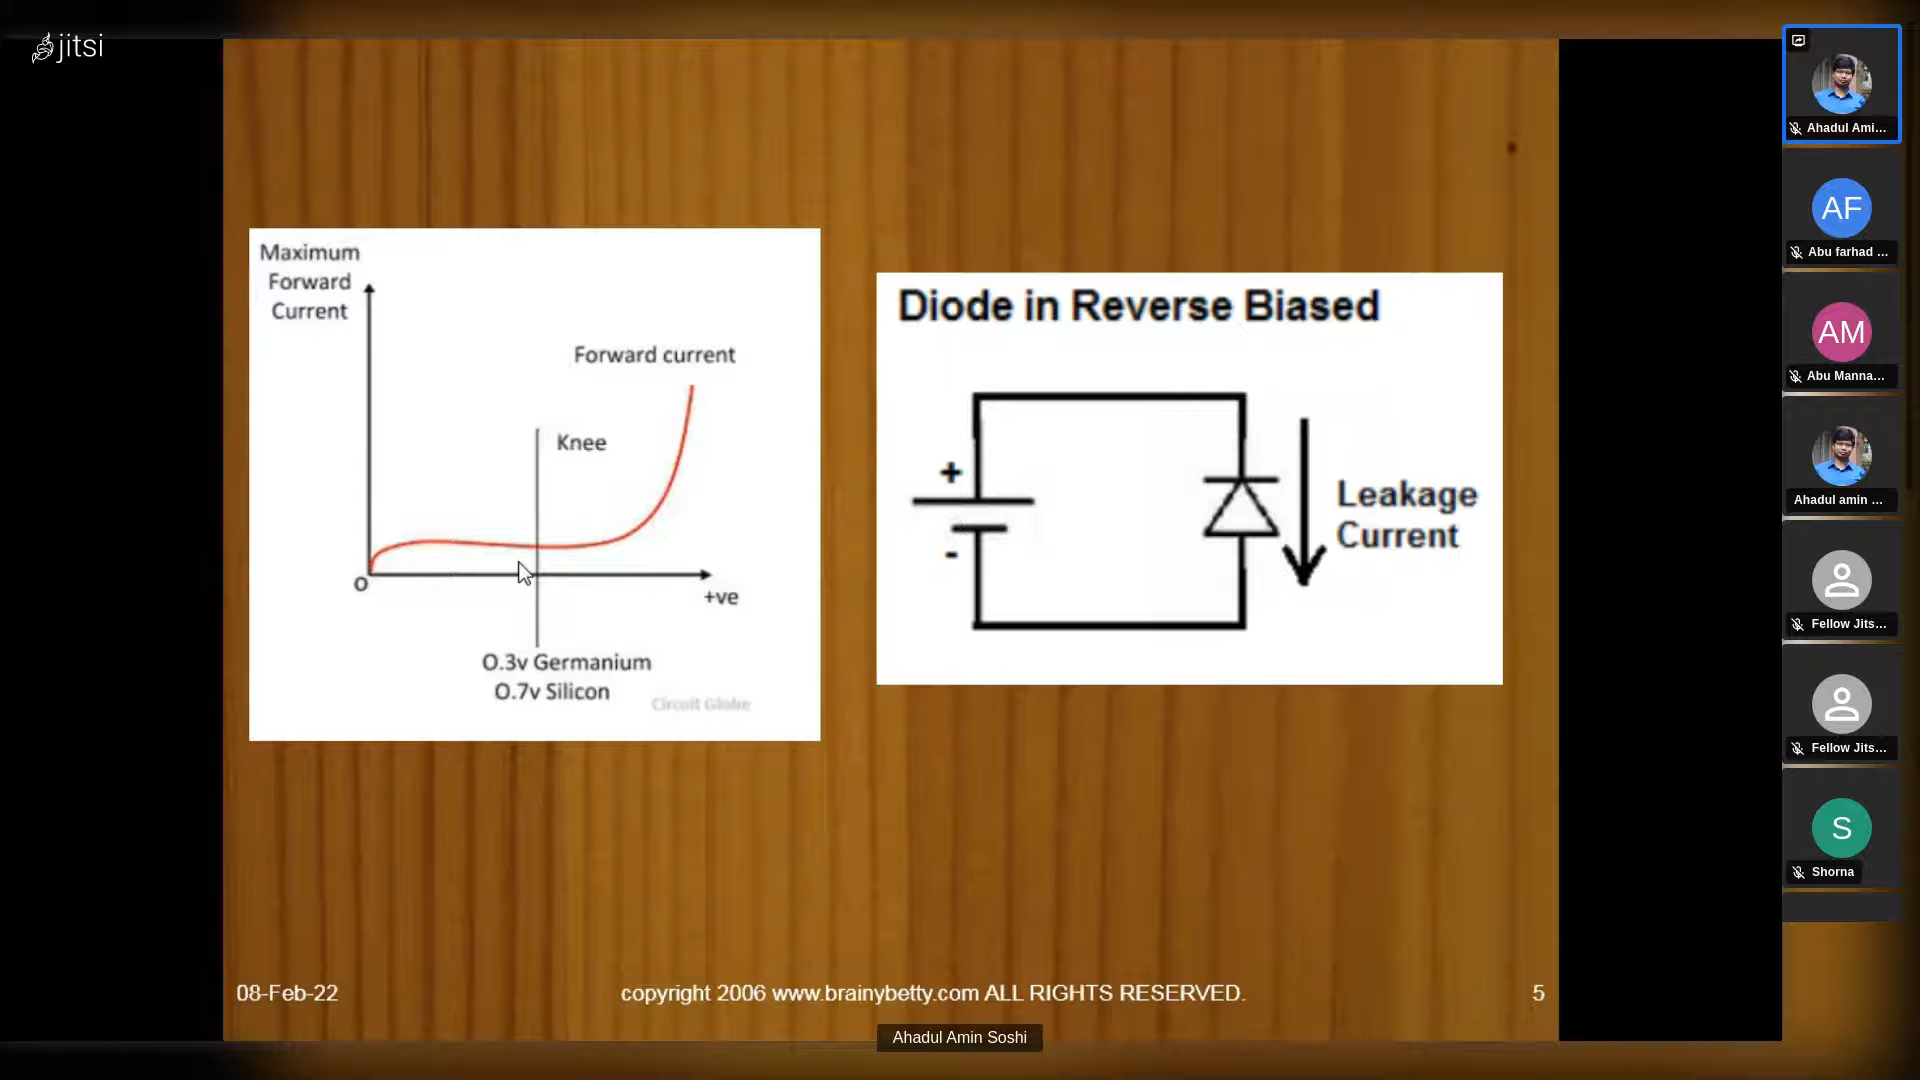 jitsi
Maximum
Forward
Current
Forward current
Knee
O
+ve
0.3v Germanium
0.7v Silicon
Circuit Globe
Diode in Reverse Biased
+
-
Leakage
Current
08-Feb-22
copyright 2006 www.brainybetty.com ALL RIGHTS RESERVED.
5
Ahadul Amin Soshi
Ahadul Ami...
AF
Abu farhad ...
AM
Abu Manna...
Ahadul amin ...
Fellow Jits...
Fellow Jits...
S
Shorna